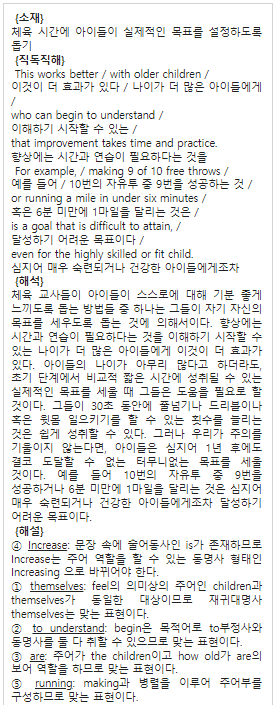 {소재}
체육 시간에 아이들이 실제적인 목표를 설정하도록
돕기
{직독직해}
This works better / with older children /
이것이 더 효과가 있다 / 나이가 더 많은 아이들에게
/
who can begin to understand /
이해하기 시작할 수 있는 /
that improvement takes time and practice.
향상에는 시간과 연습이 필요하다는 것을
For example, / making 9 of 10 free throws /
예를 들어 / 10번의 자유투 중 9번을 성공하는 것 /
or running a mile in under six minutes /
혹은 6분 미만에 1마일을 달리는 것은 /
is a goal that is difficult to attain, /
달성하기 어려운 목표이다 /
even for the highly skilled or fit child.
심지어 매우 숙련되거나 건강한 아이들에게조차
{해석}
체육 교사들이 아이들이 스스로에 대해 기분 좋게
느끼도록 돕는 방법들 중 하나는 그들이 자기 자신의
목표를 세우도록 돕는 것에 의해서이다. 향상에는
시간과 연습이 필요하다는 것을 이해하기 시작할 수
있는 나이가 더 많은 아이들에게 이것이 더 효과가
있다. 아이들의 나이가 아무리 많다고 하더라도,
초기 단계에서 비교적 짧은 시간에 성취될 수 있는
실제적인 목표를 세울 때 그들은 도움을 필요로 할
것이다. 그들이 30초 동안에 줄넘기나 드리블이나
혹은 윗몸 일으키기를 할 수 있는 횟수를 늘리는
것은 쉽게 성취할 수 있다. 그러나 우리가 주의를
기울이지 않는다면, 아이들은 심지어 1년 후에도
결코 도달할 수 없는 터무니없는 목표를 세울
것이다. 예를 들어 10번의 자유투 중 9번을
성공하거나 6분 미만에 1마일을 달리는 것은 심지어
매우 숙련되거나 건강한 아이들에게조차 달성하기
어려운 목표이다.
{해설}
④ Increase: 문장 속에 술어동사인 is가 존재하므로
Increase는 주어 역할을 할 수 있는 동명사 형태인
Increasing 으로 바뀌어야 한다.
① themselves: feel의 의미상의 주어인 children과
themselves가 동일한 대상이므로 재귀대명사
themselves는 맞는 표현이다.
② to understand: begin은 목적어로 to부정사와
동명사를 둘 다 취할 수 있으므로 맞는 표현이다.
③ are: 주어가 the children이고 how old가 are의
보어 역할을 하므로 맞는 표현이다.
⑤ running: making과 병렬을 이루어 주어부를
구성하므로 맞는 표현이다.